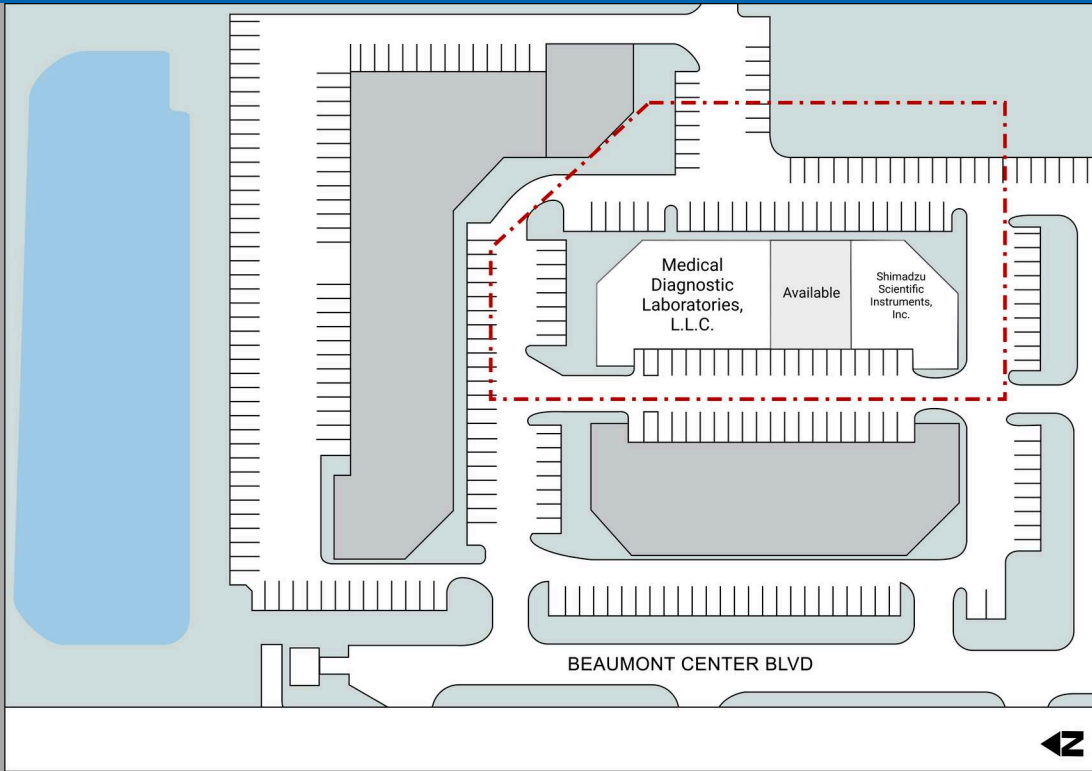 Medical
Diagnostic
Laboratories,
L.L.C.
Available
Shimadzu
Scientific
Instruments,
Inc.
BEAUMONT CENTER BLVD
N